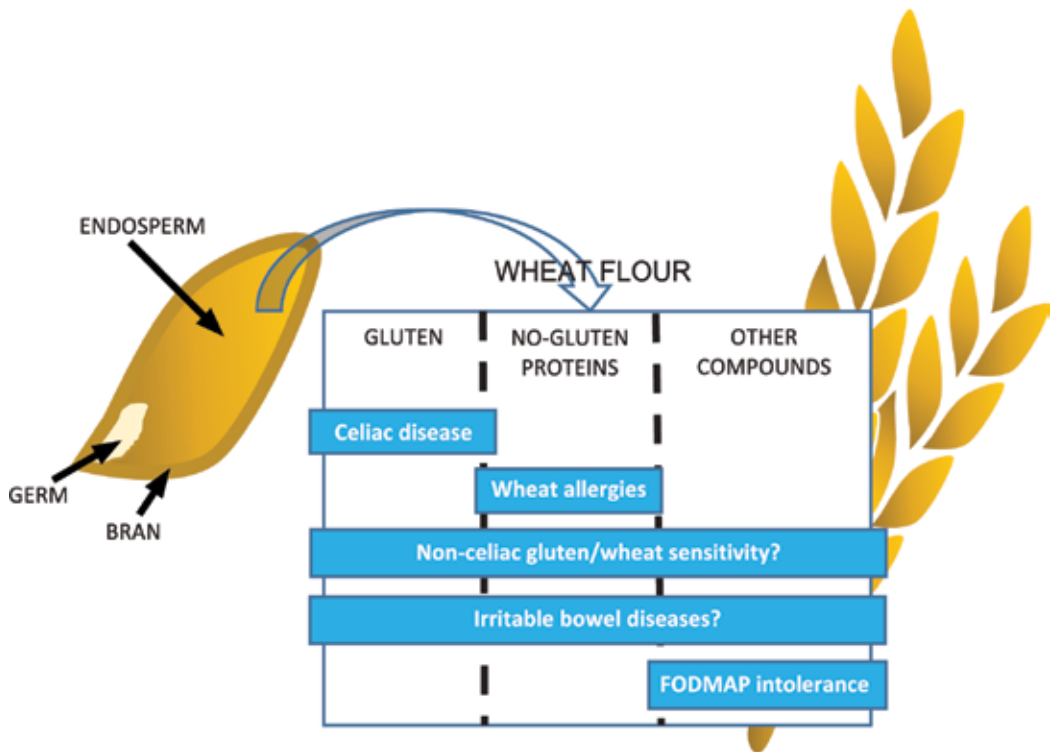 ENDOSPERM
WHEAT FLOUR
GLUTEN
NO-GLUTEN
PROTEINS
OTHER
COMPOUNDS
Celiac disease
Wheat allergies
GERM
BRAN
Non-celiac gluten/wheat sensitivity?
Irritable bowel diseases?
FODMAP intolerance